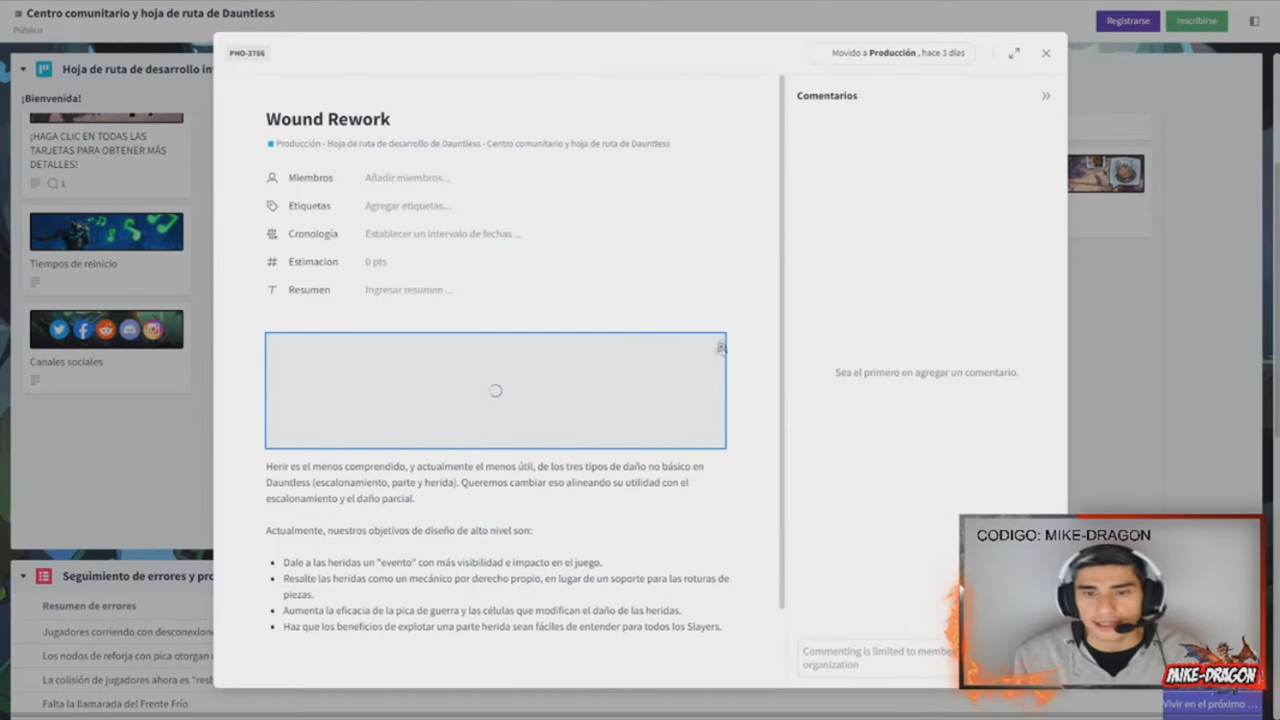 Centro comunitario y hoja de ruta de Dauntless
Público
Registrarse
Inscribirse
Hoja de ruta de desarrollo in
¡Bienvenida!
¡HAGA CLIC EN TODAS LAS
TARJETAS PARA OBTENER MÁS
DETALLES!
1
Tiempos de reinicio
Canales sociales
Seguimiento de errores y pro
Resumen de errores
Jugadores corriendo con desconexione
Los nodos de reforja con pica otorgan
La colisión de jugadores ahora es "rest
Falta la llamarada del Frente Frío
PHO-3786
Movido a Producción , hace 3 días
Wound Rework
Producción - Hoja de ruta de desarrollo de Dauntless - Centro comunitario y hoja de ruta de Dauntless
Miembros Añadir miembros...
Etiquetas Agregar etiquetas...
Cronología Establecer un intervalo de fechas ...
Estimacion 0 pts
Resumen Ingresar resumen ...
Herir es el menos comprendido, y actualmente el menos útil, de los tres tipos de daño no básico en
Dauntless (escalonamiento, parte y herida). Queremos cambiar eso alineando su utilidad con el
escalonamiento y el daño parcial.
Actualmente, nuestros objetivos de diseño de alto nivel son:
• Dale a las heridas un "evento" con más visibilidad e impacto en el juego.
• Resalte las heridas como un mecánico por derecho propio, en lugar de un soporte para las roturas de
piezas.
• Aumenta la eficacia de la pica de guerra y las células que modifican el daño de las heridas.
• Haz que los beneficios de explotar una parte herida sean fáciles de entender para todos los Slayers.
Comentarios
Sea el primero en agregar un comentario.
Commenting is limited to membe
organization
CODIGO: MIKE-DRAGON
MIKE-DRAGON
Vivir en el próximo ...